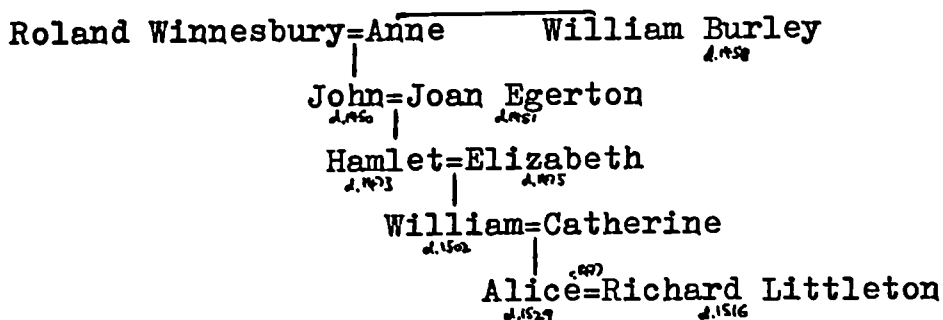 Roland Winnesbury=Anne William Burley
d.1458
John=Joan Egerton
d.1450 d.1451
Hamlet=Elizabeth
d.1473 d.1475
William=Catherine
d.1502
Alice=Richard Littleton
d.1529 d.1516